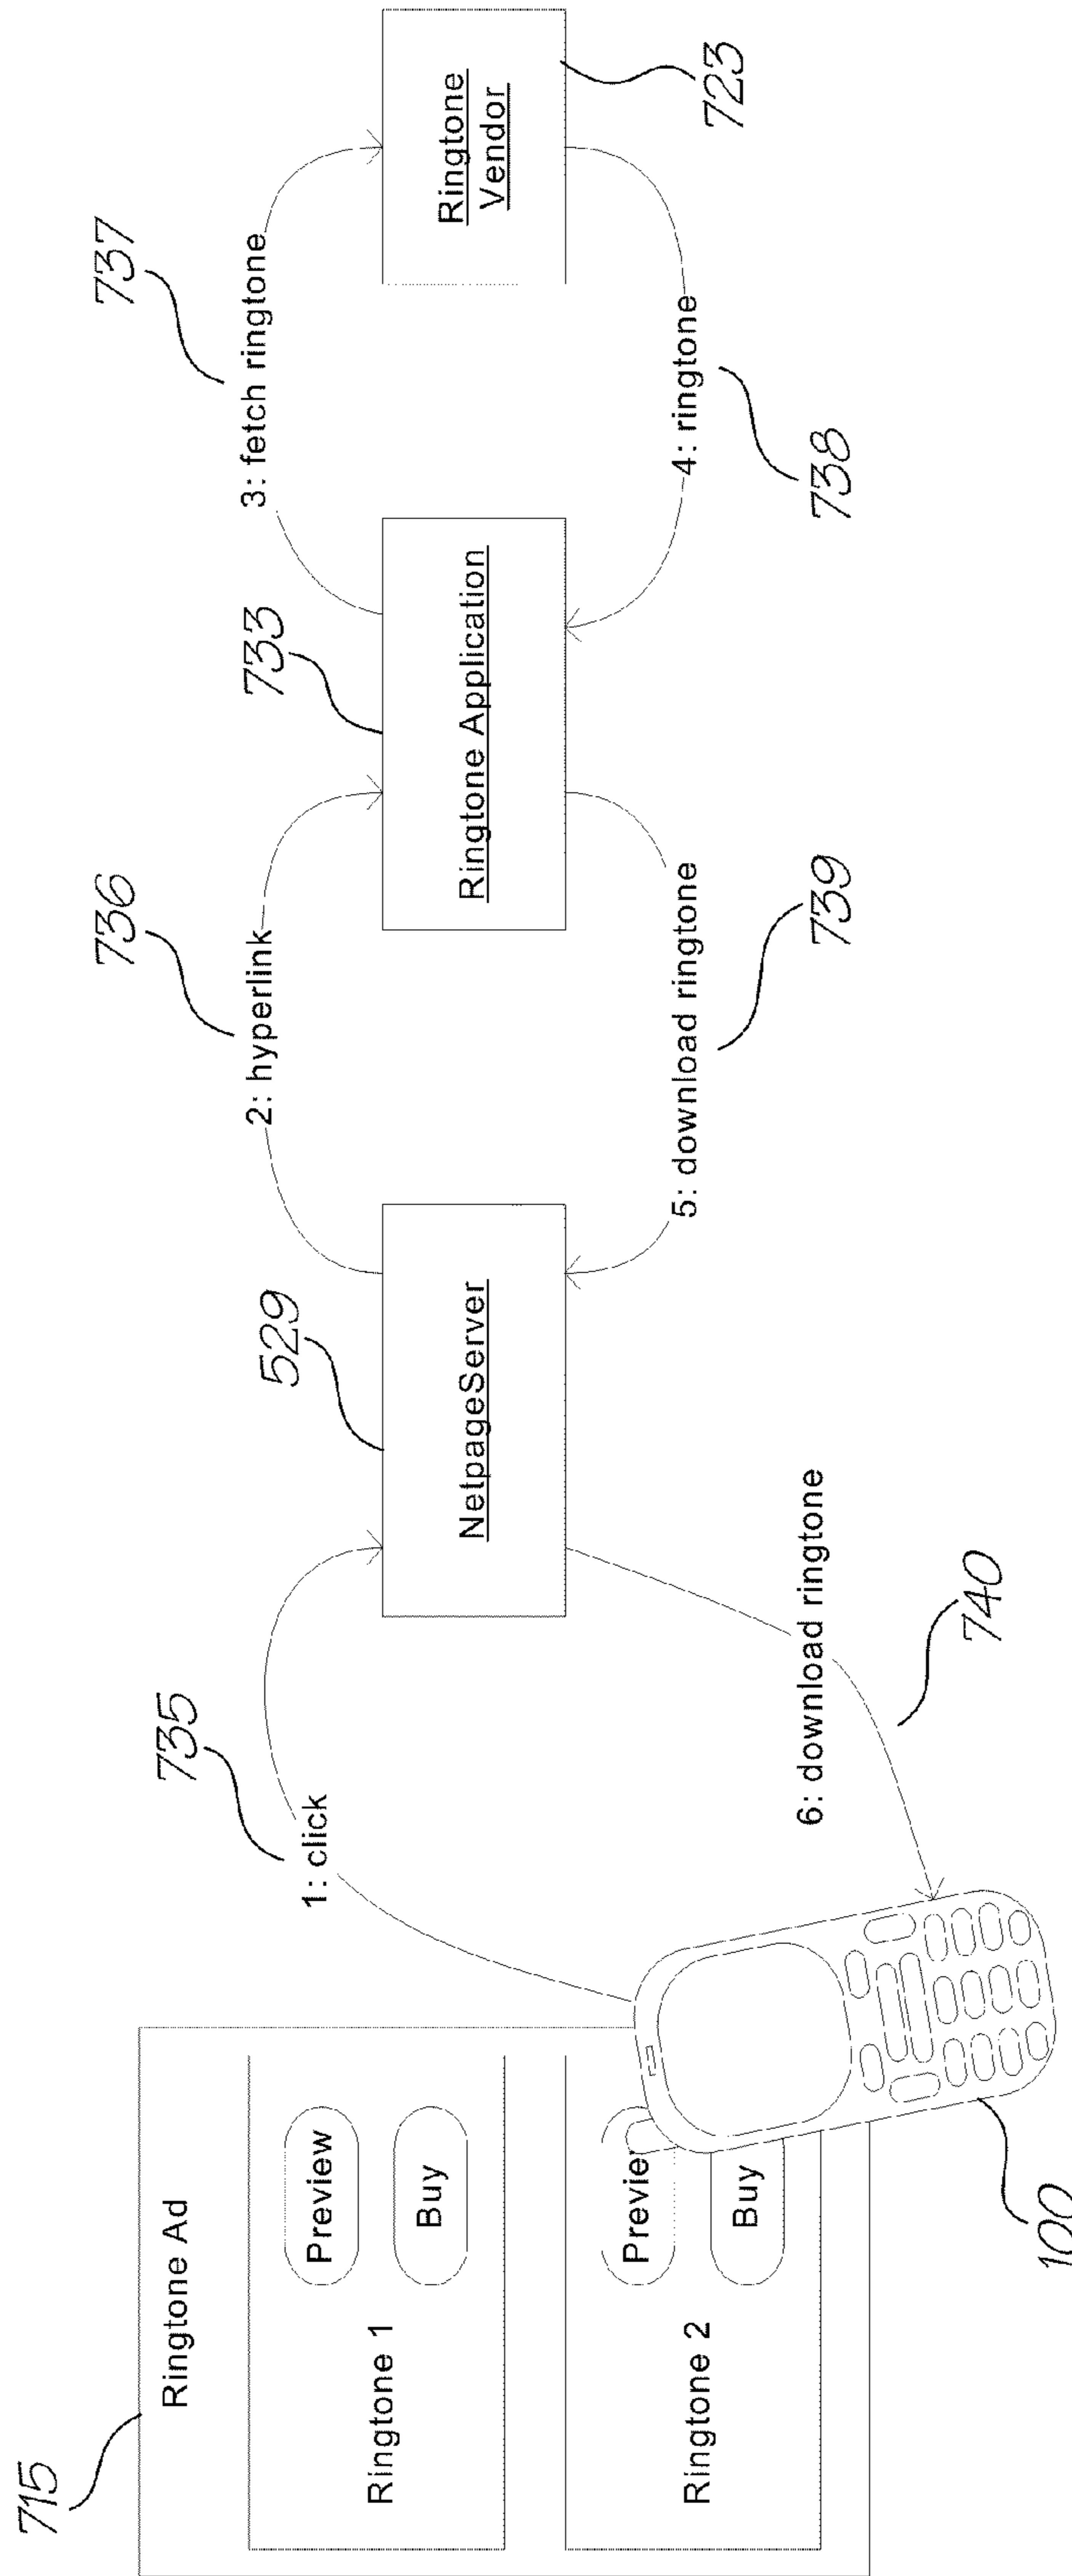 715
Ringtone Ad
Ringtone 1
Preview
Buy
Ringtone 2
Previe
Buy
100
735
1: click
6: download ringtone
740
529
NetpageServer
736
2: hyperlink
5: download ringtone
739
733
Ringtone Application
737
3: fetch ringtone
4: ringtone
738
Ringtone
Vendor
723